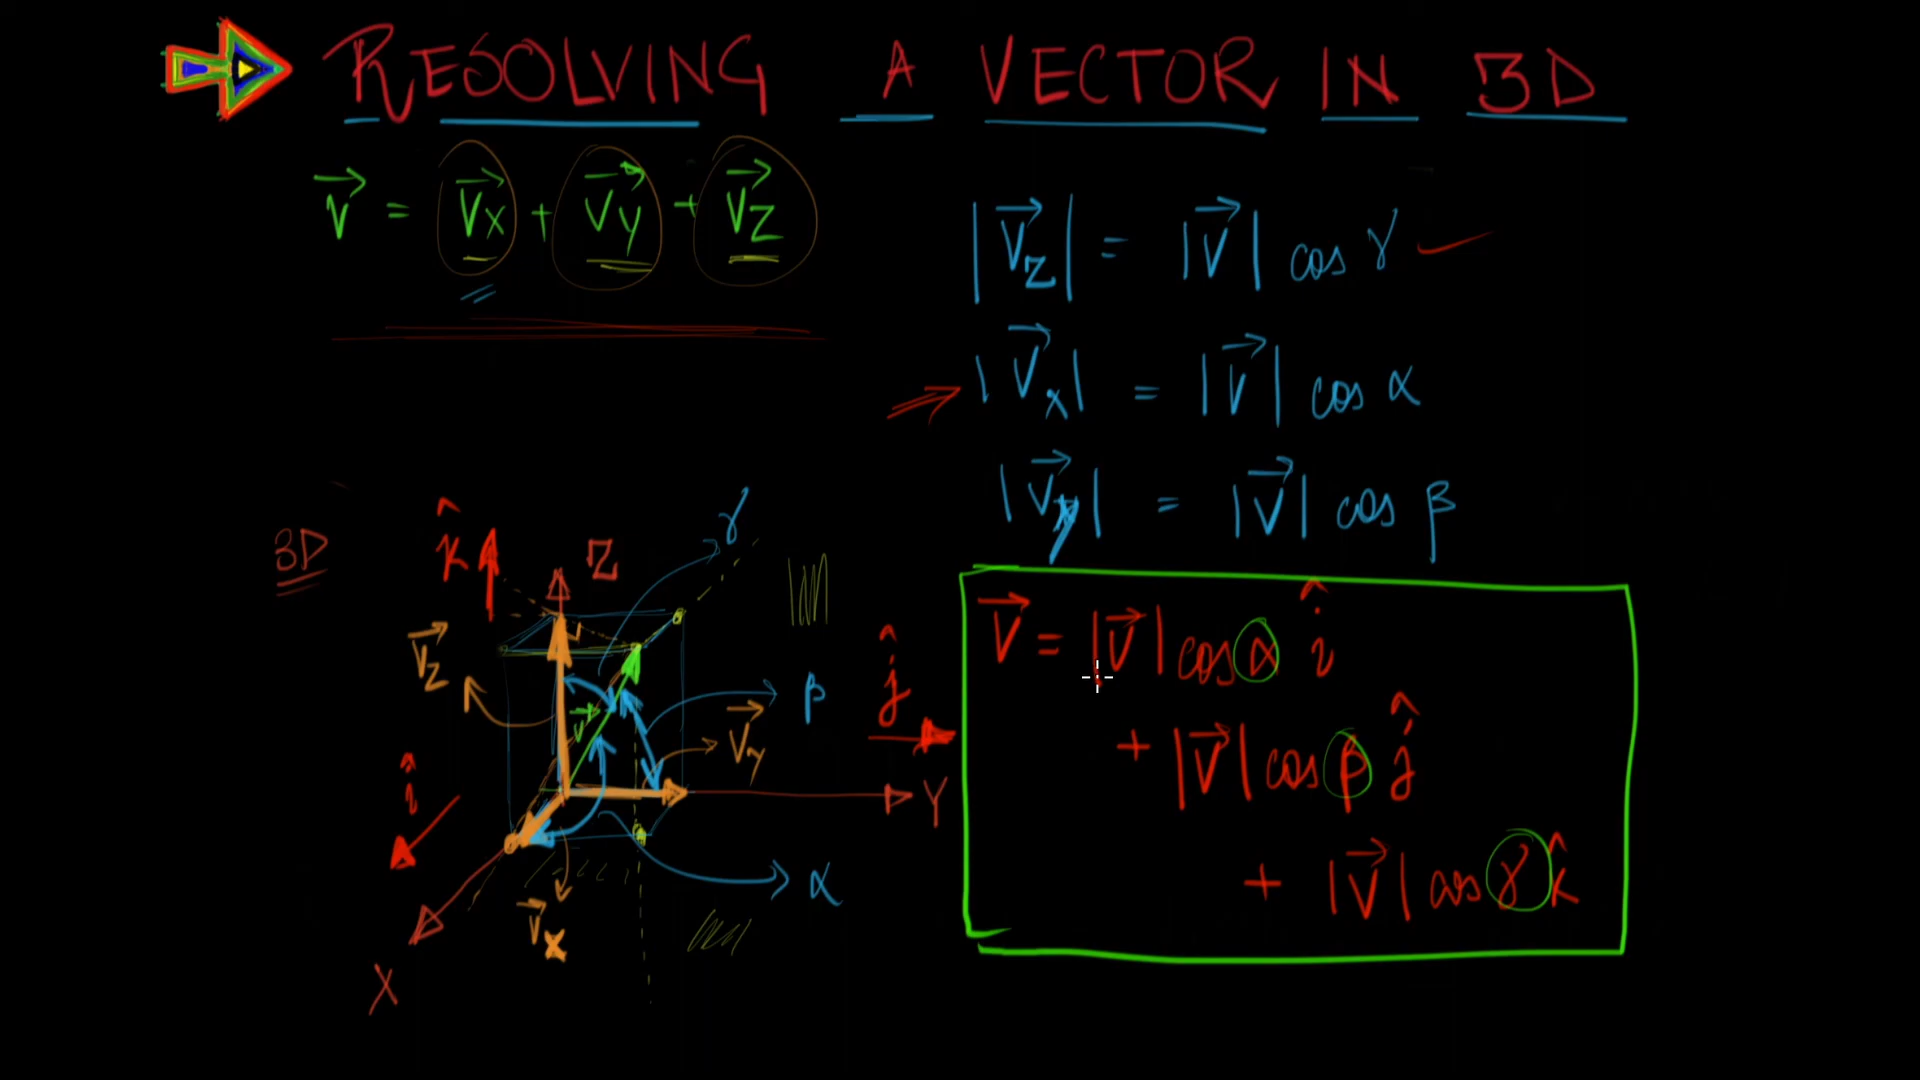 RESOLVING A VECTOR IN 3D
V⃗ = V⃗x + V⃗y + V⃗z
|V⃗z| = |V⃗| cos γ
|V⃗x| = |V⃗| cos α
|V⃗y| = |V⃗| cos β
3D
k̂
Z
γ
V⃗z
V⃗
β
V⃗y
ĵ
Y
î
α
V⃗x
X
V⃗ = |V⃗| cos α î
+ |V⃗| cos β ĵ
+ |V⃗| cos γ k̂